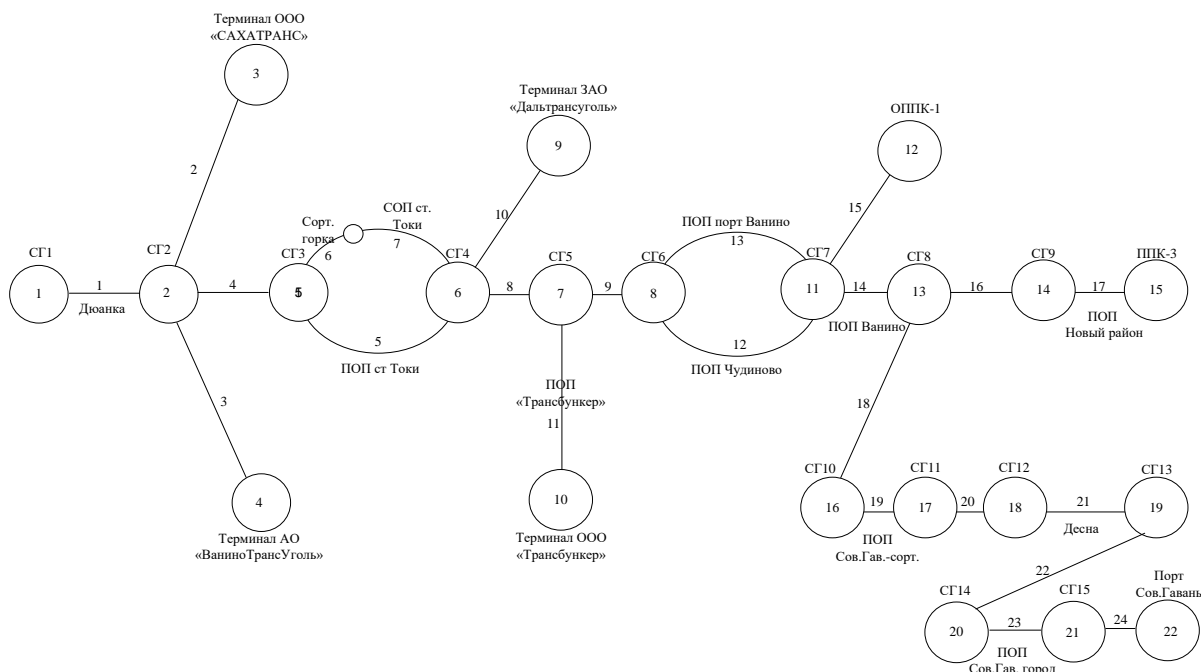 Терминал ООО
«САХАТРАНС»
3
Терминал ЗАО
«Дальтрансуголь»
9
ОППК-1
12
2
10
15
Сорт.
горка
6
СОП ст.
Токи
7
ПОП порт Ванино
13
СГ1
1
1
Дюанка
СГ2
2
4
СГ3
5
СГ4
6
8
СГ5
7
9
СГ6
8
СГ7
11
14
ПОП Ванино
СГ8
13
16
СГ9
14
17
ПОП
Новый район
ППК-3
15
5
ПОП ст Токи
12
ПОП Чудиново
3
ПОП
«Трансбункер»
11
18
4
Терминал АО
«ВаниноТрансУголь»
10
Терминал ООО
«Трансбункер»
СГ10
16
19
ПОП
Сов.Гав.-сорт.
СГ11
17
20
СГ12
18
21
Десна
СГ13
19
22
СГ14
20
23
ПОП
Сов.Гав. город
СГ15
21
24
Порт
Сов.Гавань
22